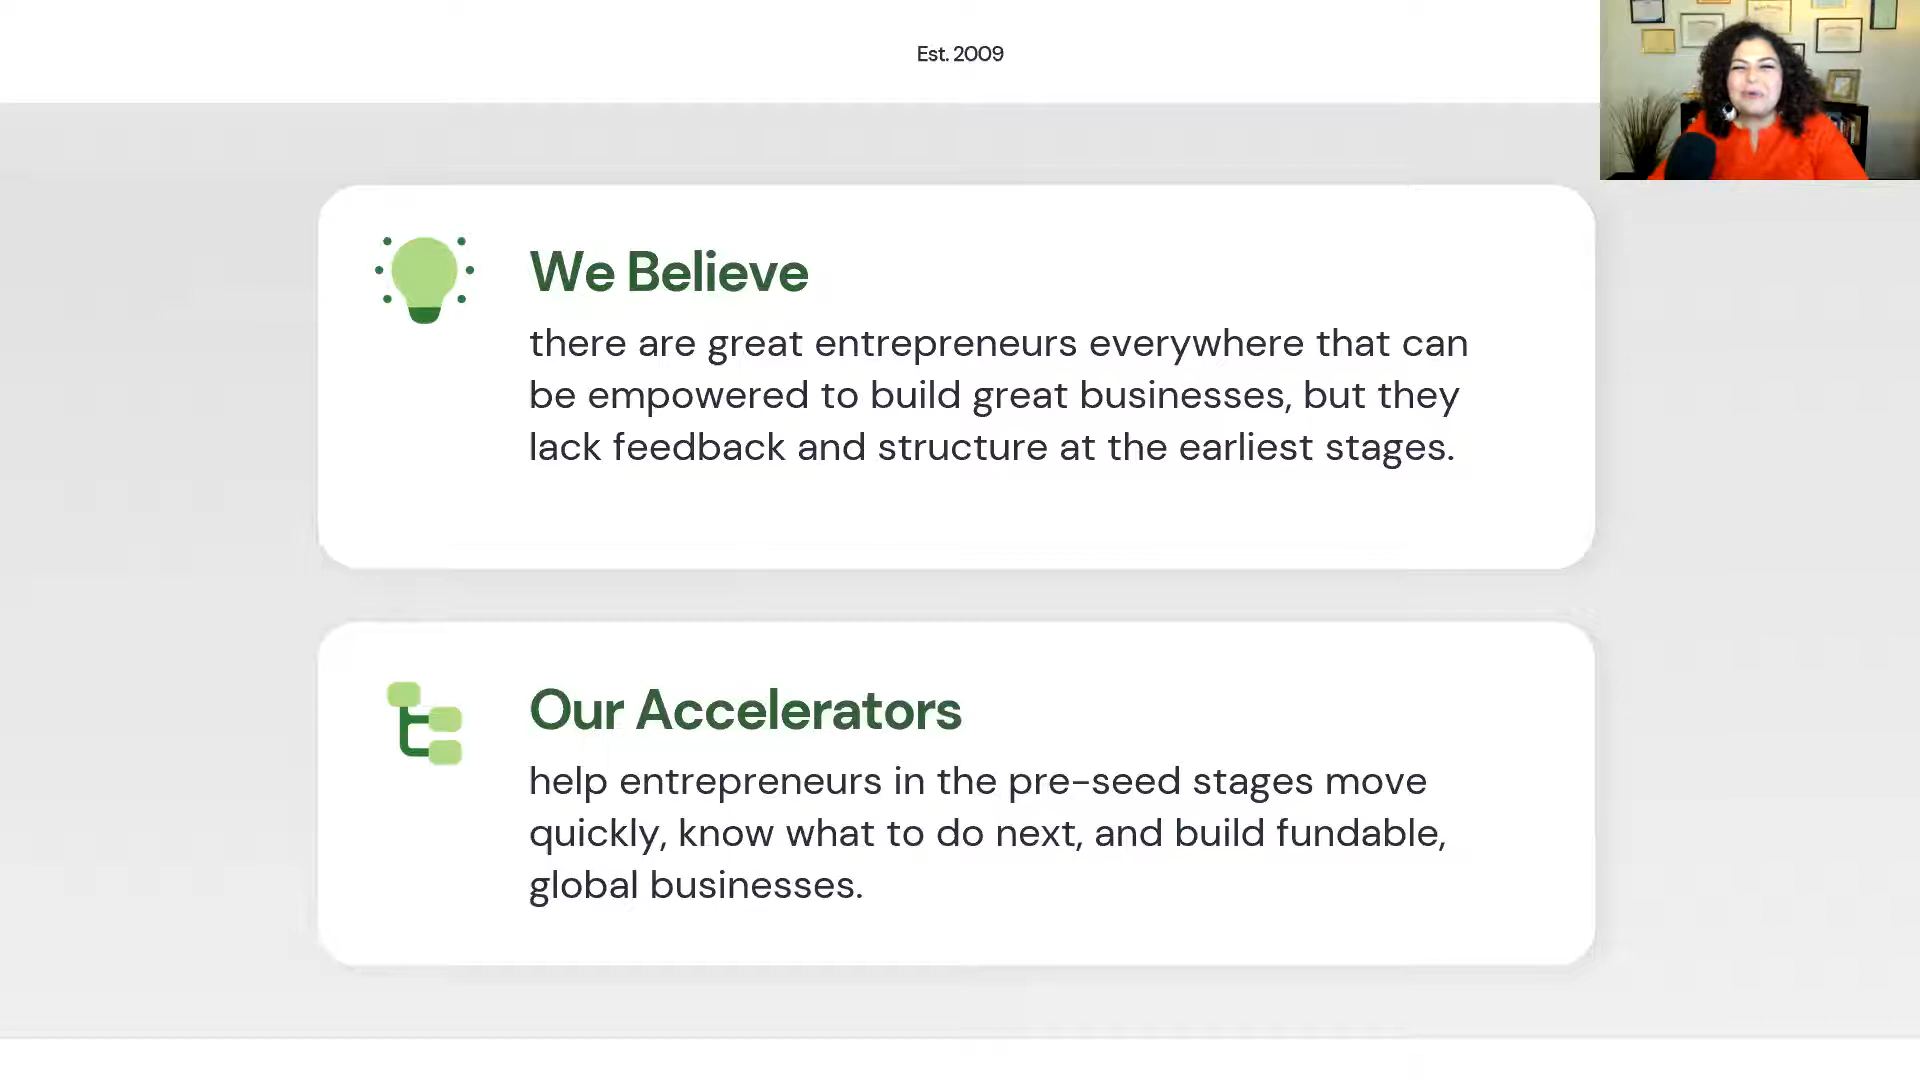 Est. 2009
We Believe
there are great entrepreneurs everywhere that can
be empowered to build great businesses, but they
lack feedback and structure at the earliest stages.
Our Accelerators
help entrepreneurs in the pre-seed stages move
quickly, know what to do next, and build fundable,
global businesses.